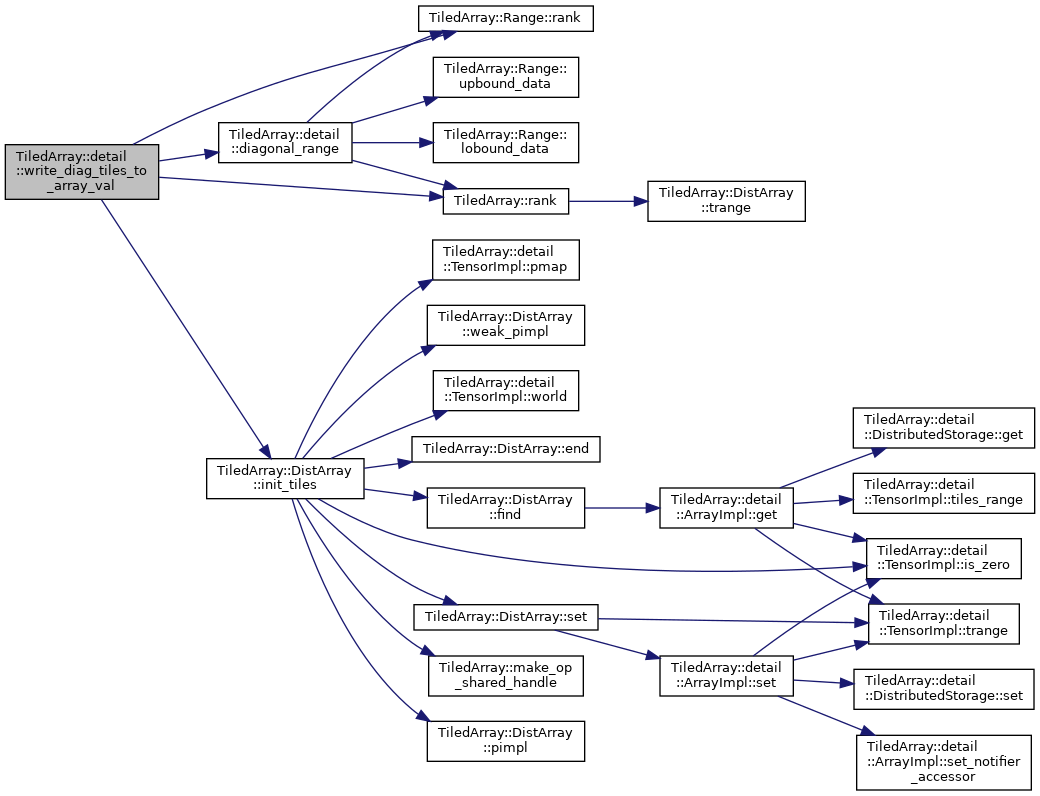 TiledArray::detail
::write_diag_tiles_to
_array_val
TiledArray::Range::rank
TiledArray::detail
::diagonal_range
TiledArray::Range::
upbound_data
TiledArray::Range::
lobound_data
TiledArray::rank
TiledArray::DistArray
::trange
TiledArray::DistArray
::init_tiles
TiledArray::detail
::TensorImpl::pmap
TiledArray::DistArray
::weak_pimpl
TiledArray::detail
::TensorImpl::world
TiledArray::DistArray::end
TiledArray::DistArray
::find
TiledArray::detail
::ArrayImpl::get
TiledArray::detail
::DistributedStorage::get
TiledArray::detail
::TensorImpl::tiles_range
TiledArray::detail
::TensorImpl::is_zero
TiledArray::detail
::TensorImpl::trange
TiledArray::DistArray::set
TiledArray::detail
::ArrayImpl::set
TiledArray::detail
::DistributedStorage::set
TiledArray::detail
::ArrayImpl::set_notifier
_accessor
TiledArray::make_op
_shared_handle
TiledArray::DistArray
::pimpl